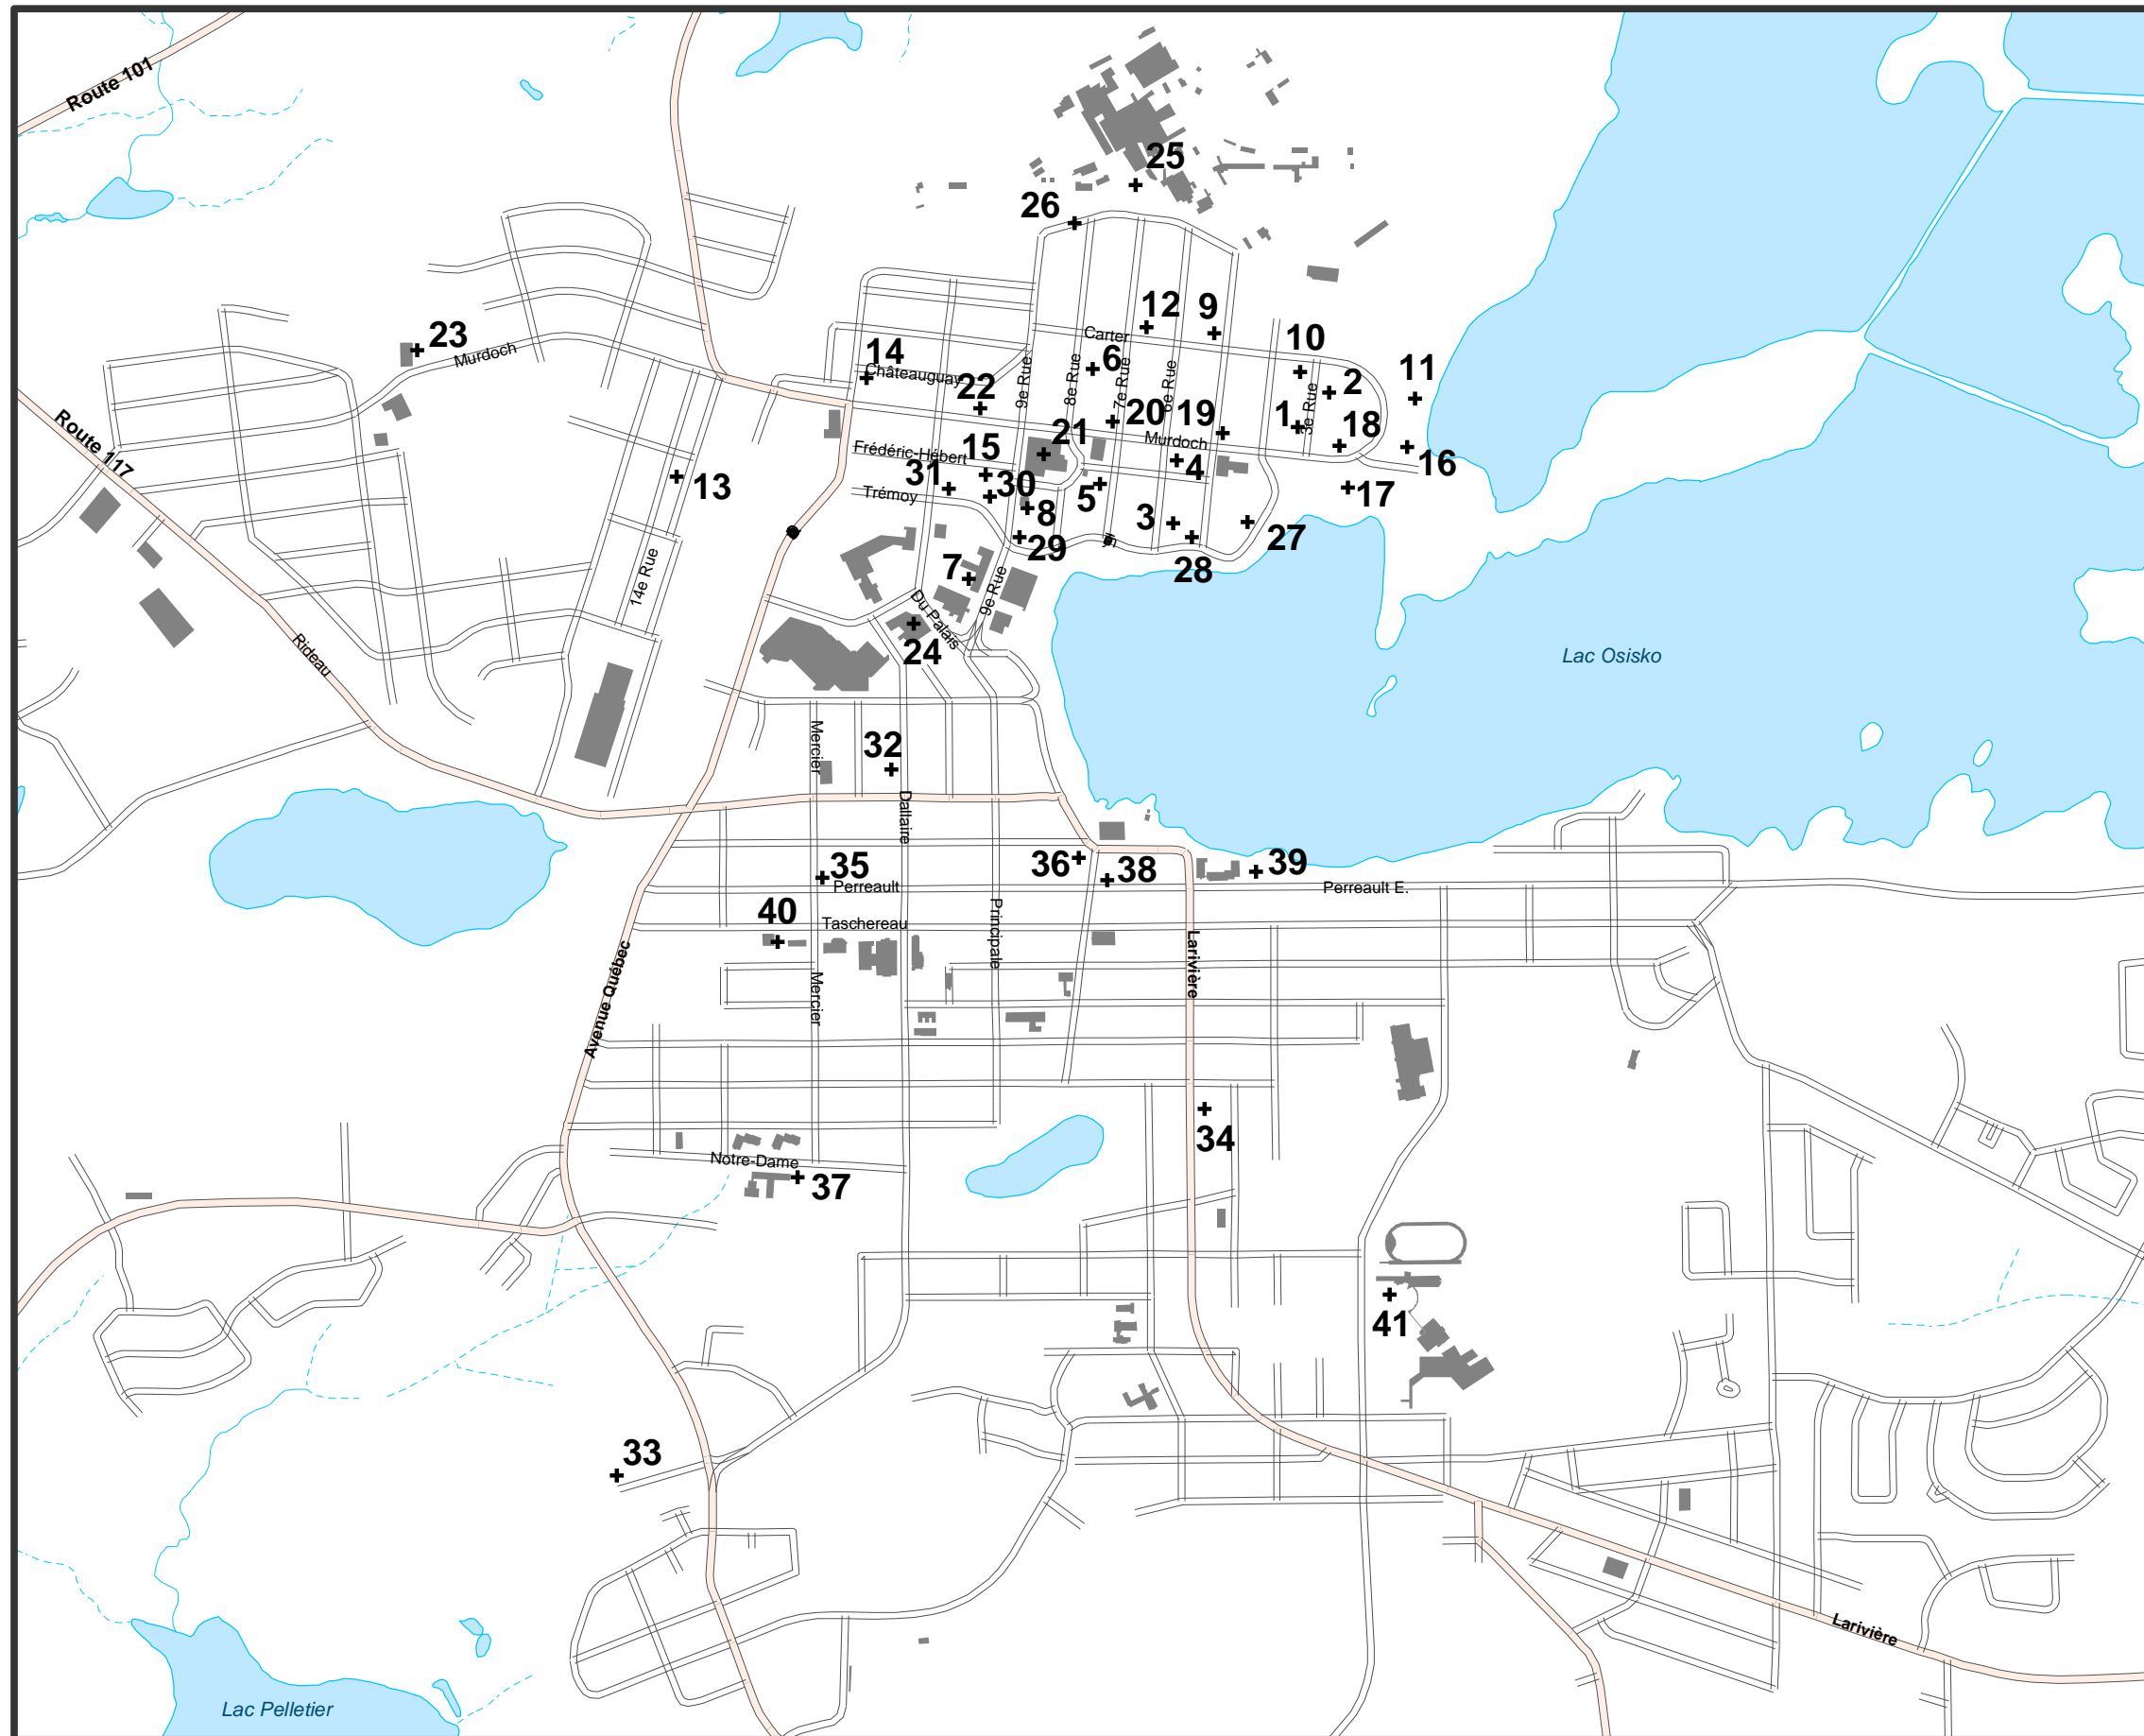 Route 101
25
26
12
9
23
Murdoch
Carter
10
14
Châteauguay
6
11
22
9e Rue
8e Rue
7e Rue
6e Rue
3e Rue
2
1
18
20
19
Route 117
21
Murdoch
Frédéric-Hébert
15
4
16
13
31
Trémoy
30
5
17
8
3
27
29
28
14e Rue
7
9e Rue
Du Palais
24
Rideau
Lac Osisko
Mercier
32
Dallaire
35
36
38
39
Perreault
Perreault E.
40
Taschereau
Principale
Larivière
Avenue Québec
Mercier
34
Notre-Dame
37
41
33
Larivière
Lac Pelletier